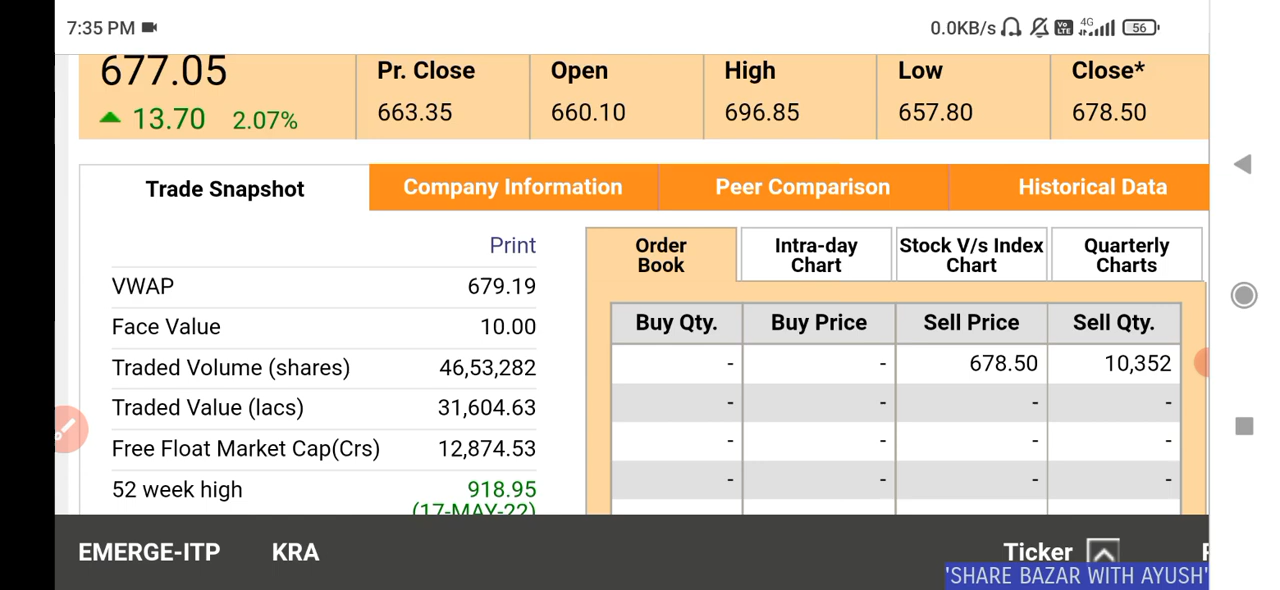 7:35 PM 0.0KB/s Vo LTE 4G 56
677.05 Pr. Close Open High Low Close*
13.70 2.07% 663.35 660.10 696.85 657.80 678.50
Trade Snapshot Company Information Peer Comparison Historical Data
Print
VWAP 679.19
Face Value 10.00
Traded Volume (shares) 46,53,282
Traded Value (lacs) 31,604.63
Free Float Market Cap(Crs) 12,874.53
52 week high 918.95
(17-MAY-22)
Order Book Intra-day Chart Stock V/s Index Chart Quarterly Charts
Buy Qty. Buy Price Sell Price Sell Qty.
- - 678.50 10,352
- - - -
- - - -
- - - -
EMERGE-ITP KRA Ticker
'SHARE BAZAR WITH AYUSH'